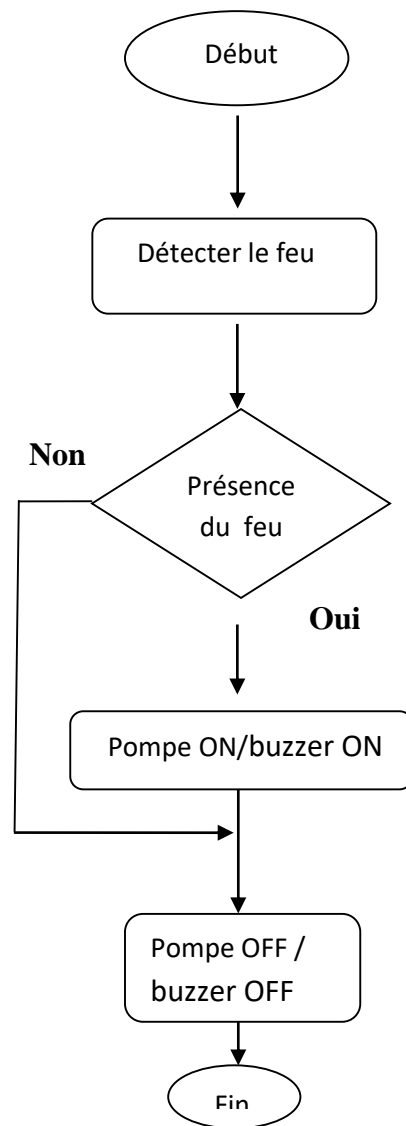 Début
Détecter le feu
Non
Présence
du feu
Oui
Pompe ON/buzzer ON
Pompe OFF /
buzzer OFF
Fin